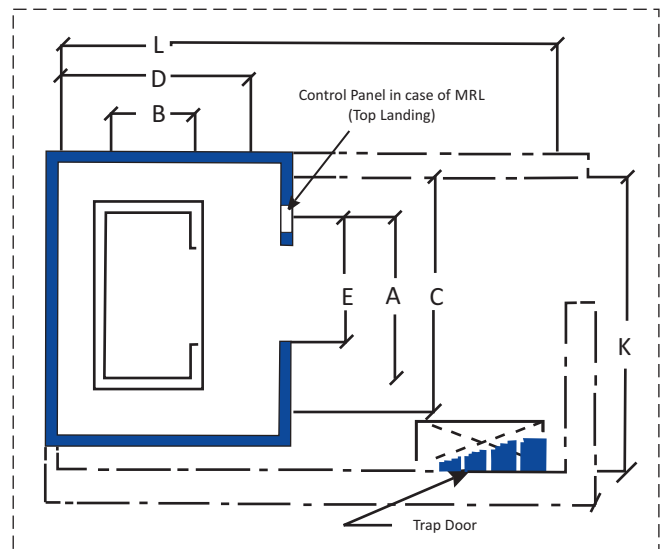 L
D
B
Control Panel in case of MRL
(Top Landing)
E
A
C
K
Trap Door